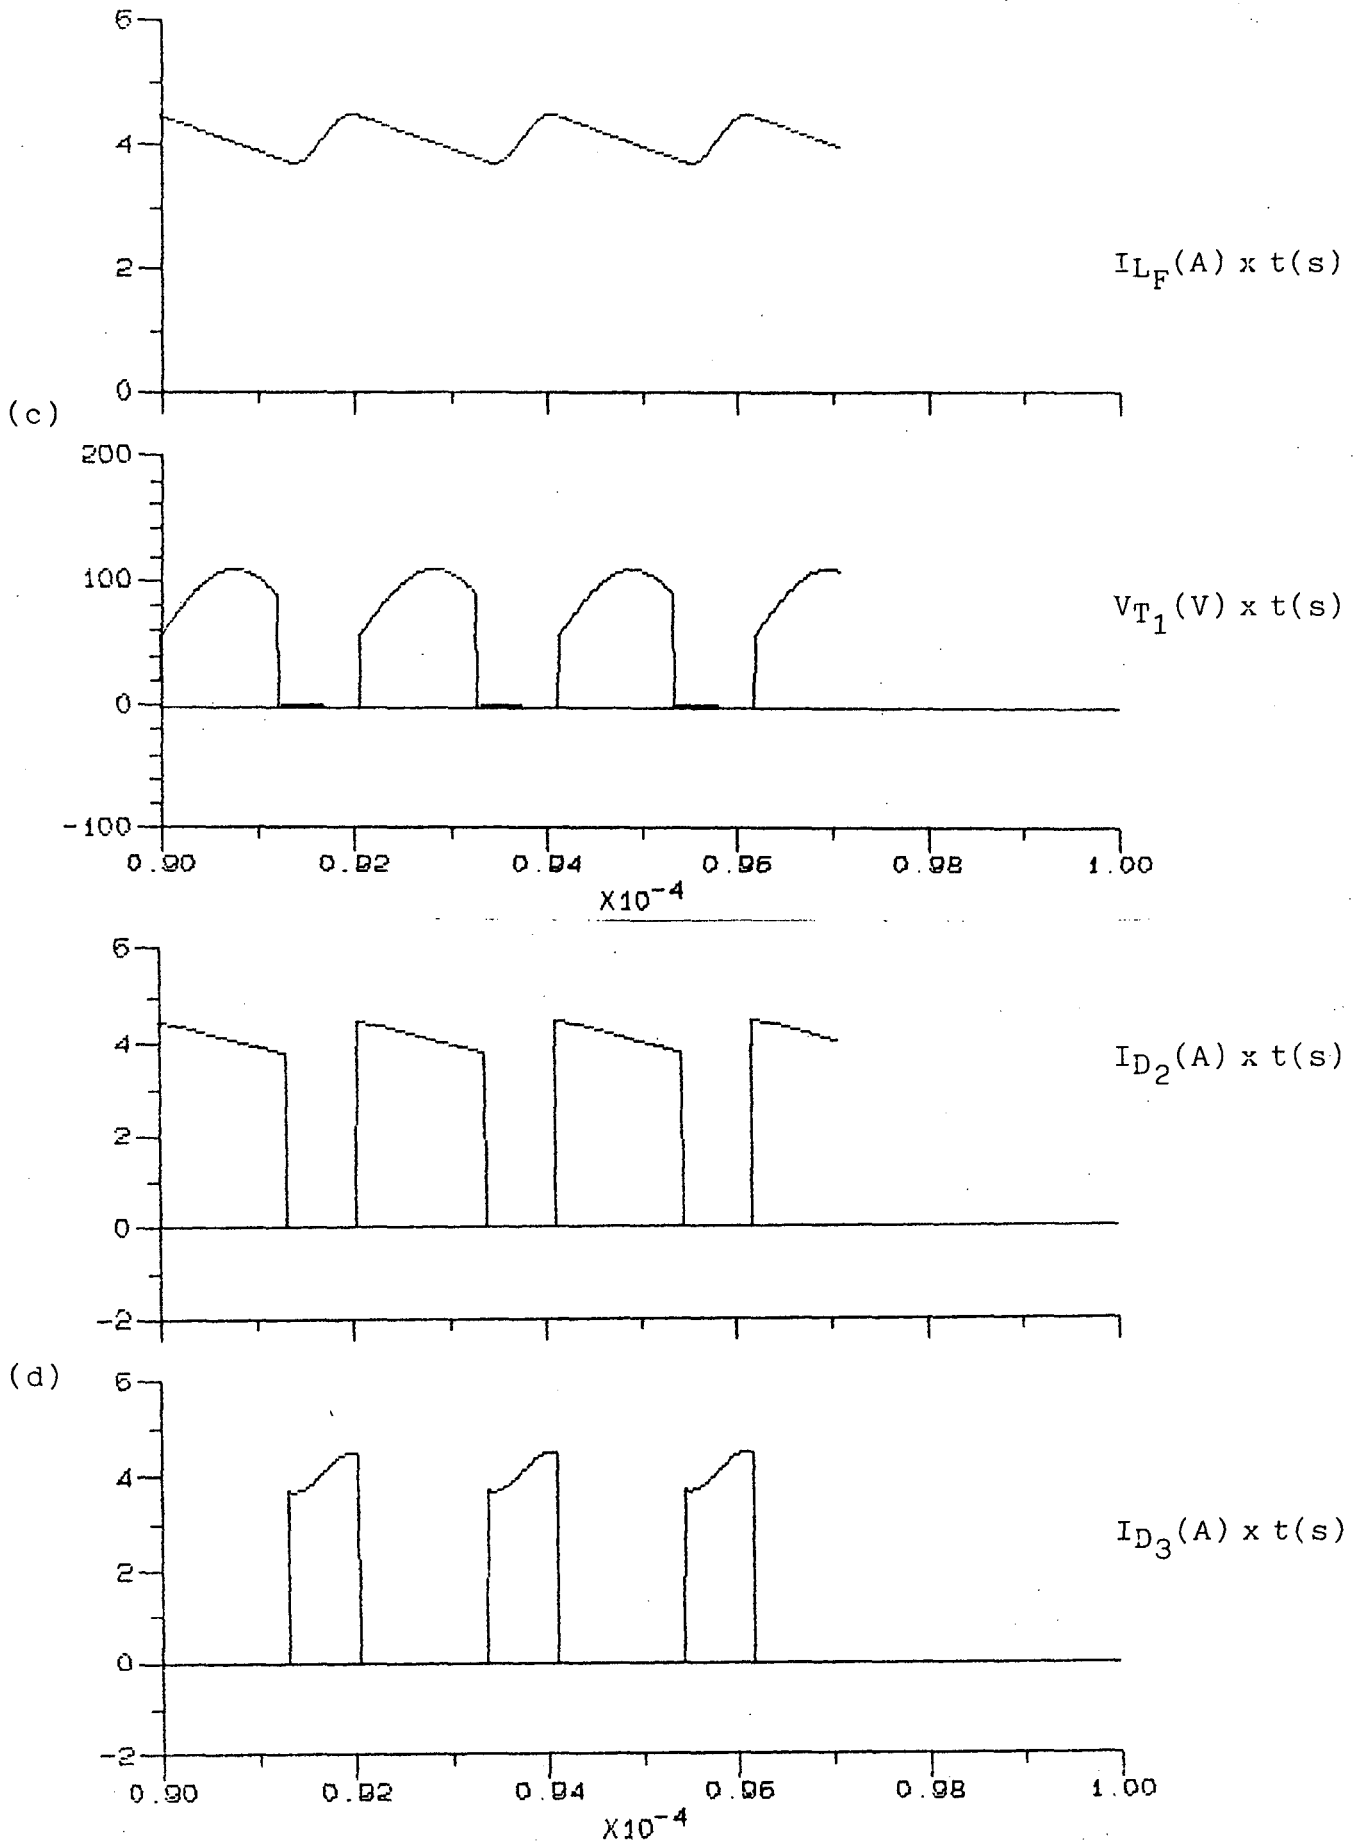 6
4
2
0
I_{L_F}(A) x t(s)
(c)
200
100
0
-100
V_{T_1}(V) x t(s)
0.90 0.92 0.94 0.96 0.98 1.00
X10^{-4}
6
4
2
0
-2
I_{D_2}(A) x t(s)
(d)
6
4
2
0
-2
I_{D_3}(A) x t(s)
0.90 0.92 0.94 0.96 0.98 1.00
X10^{-4}